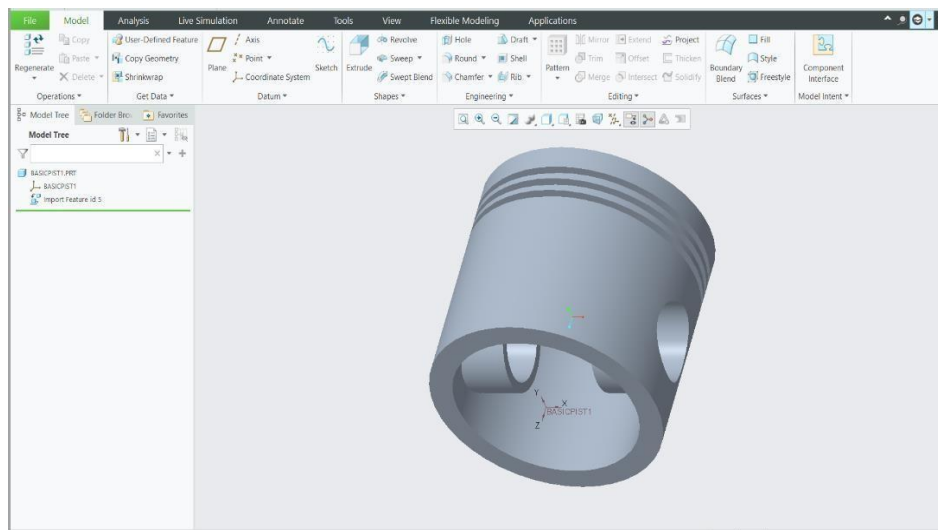 File Model Analysis Live Simulation Annotate Tools View Flexible Modeling Applications
Regenerate
Copy
Paste
Delete
Operations
User-Defined Feature
Copy Geometry
Shrinkwrap
Get Data
Plane
Axis
Point
Coordinate System
Sketch
Datum
Extrude
Revolve
Sweep
Swept Blend
Shapes
Hole
Round
Chamfer
Draft
Shell
Rib
Engineering
Pattern
Mirror
Extend
Project
Trim
Offset
Thicken
Merge
Intersect
Solidify
Editing
Boundary
Blend
Fill
Style
Freestyle
Surfaces
Component
Interface
Model Intent
Model Tree Folder Bro Favorites
Model Tree
BASICPIST1.PRT
BASICPIST1
Import Feature id 5
Y
X
BASICPIST1
Z